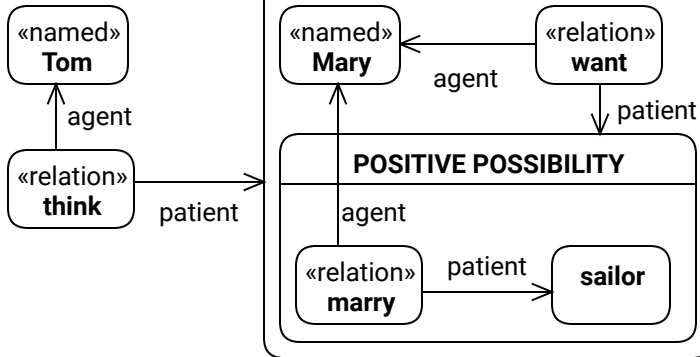 «named»
Tom
agent
«relation»
think
patient
«named»
Mary
agent
«relation»
want
patient
POSITIVE POSSIBILITY
agent
«relation»
marry
patient
sailor